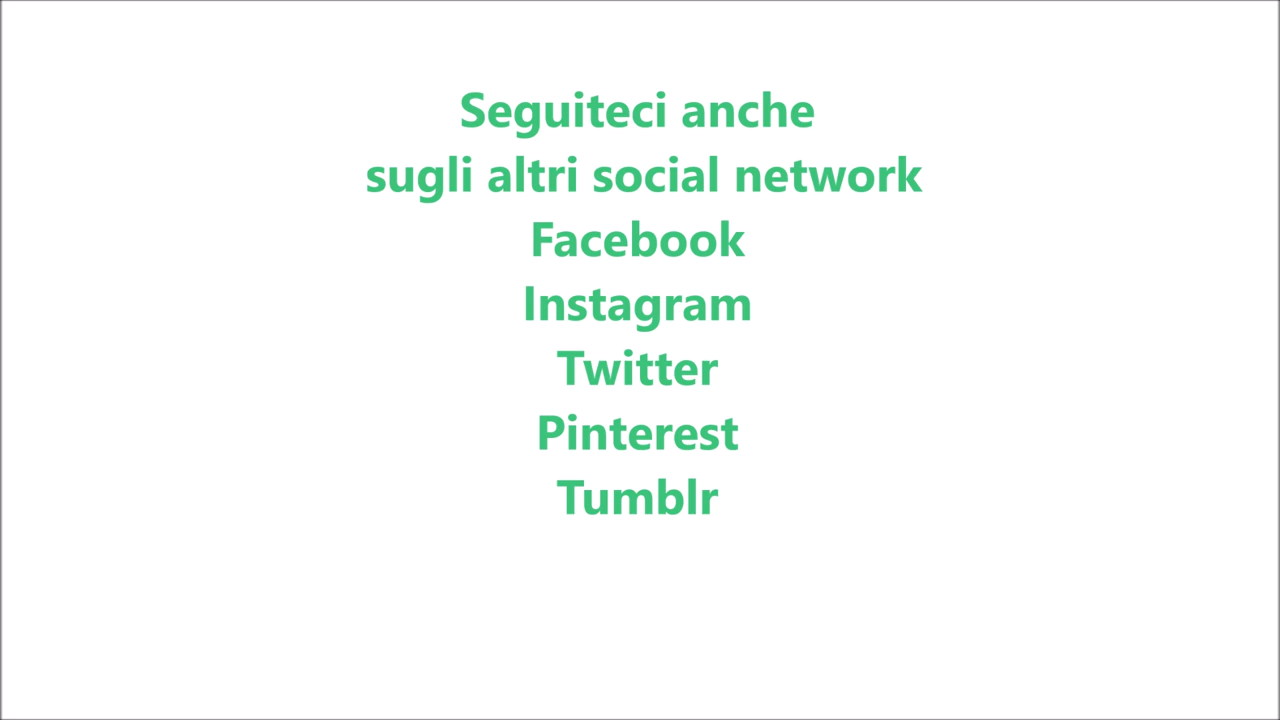 Seguiteci anche
sugli altri social network
Facebook
Instagram
Twitter
Pinterest
Tumblr